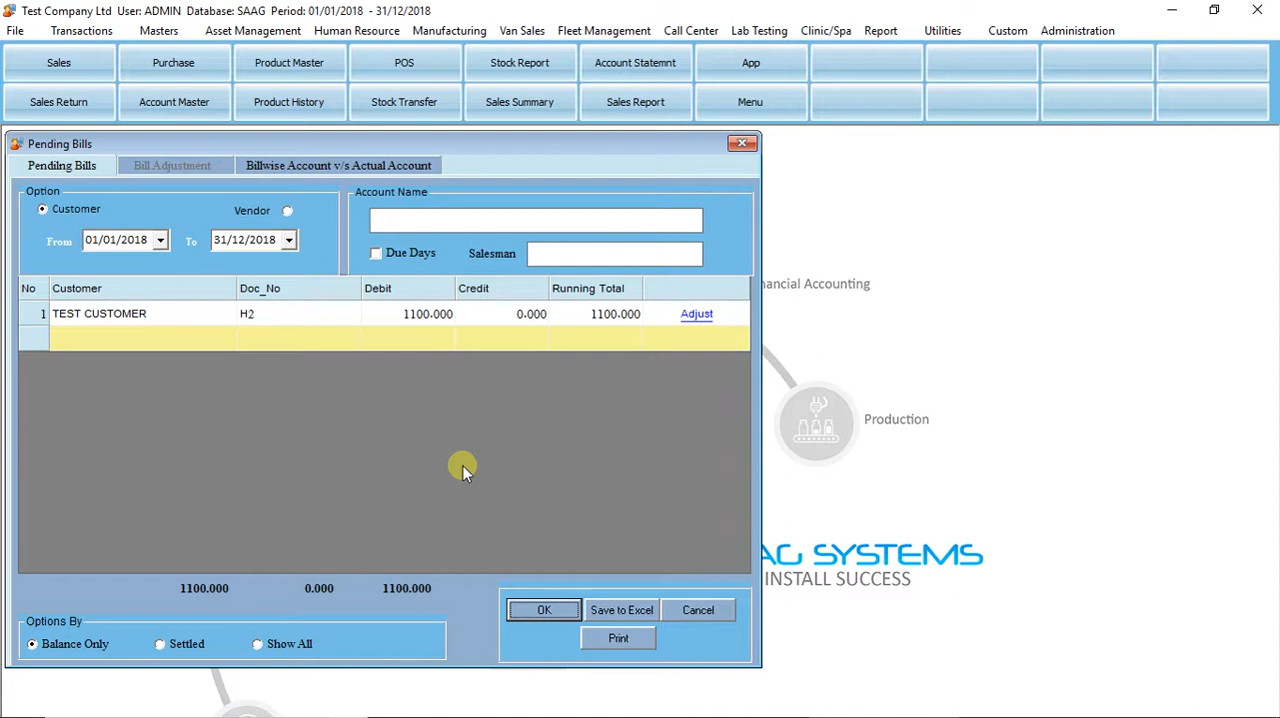 Test Company Ltd User: ADMIN Database: SAAG Period: 01/01/2018 - 31/12/2018
File Transactions Masters Asset Management Human Resource Manufacturing Van Sales Fleet Management Call Center Lab Testing Clinic/Spa Report Utilities Custom Administration
Sales Purchase Product Master POS Stock Report Account Statemnt App
Sales Return Account Master Product History Stock Transfer Sales Summary Sales Report Menu
Pending Bills
Pending Bills Bill Adjustment Billwise Account v/s Actual Account
Option Account Name
Customer Vendor
From 01/01/2018 To 31/12/2018
Due Days Salesman
No Customer Doc_No Debit Credit Running Total
1 TEST CUSTOMER H2 1100.000 0.000 1100.000 Adjust
1100.000 0.000 1100.000
OK Save to Excel Cancel
Print
Options By
Balance Only Settled Show All
nancial Accounting
Production
AG SYSTEMS
INSTALL SUCCESS